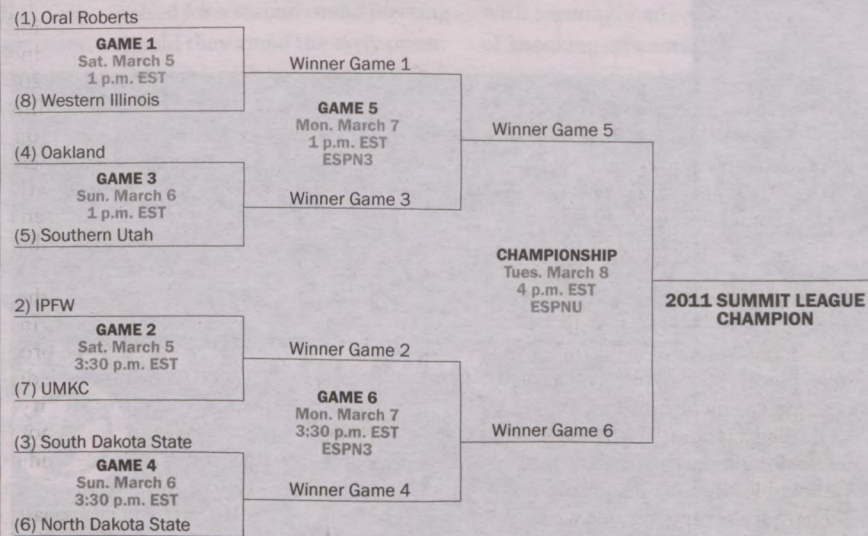 (1) Oral Roberts
GAME 1
Sat. March 5
1 p.m. EST
(8) Western Illinois
Winner Game 1
GAME 5
Mon. March 7
1 p.m. EST
ESPN3
(4) Oakland
GAME 3
Sun. March 6
1 p.m. EST
(5) Southern Utah
Winner Game 3
Winner Game 5
CHAMPIONSHIP
Tues. March 8
4 p.m. EST
ESPNU
2011 SUMMIT LEAGUE
CHAMPION
2) IPFW
GAME 2
Sat. March 5
3:30 p.m. EST
(7) UMKC
Winner Game 2
GAME 6
Mon. March 7
3:30 p.m. EST
ESPN3
(3) South Dakota State
GAME 4
Sun. March 6
3:30 p.m. EST
(6) North Dakota State
Winner Game 4
Winner Game 6